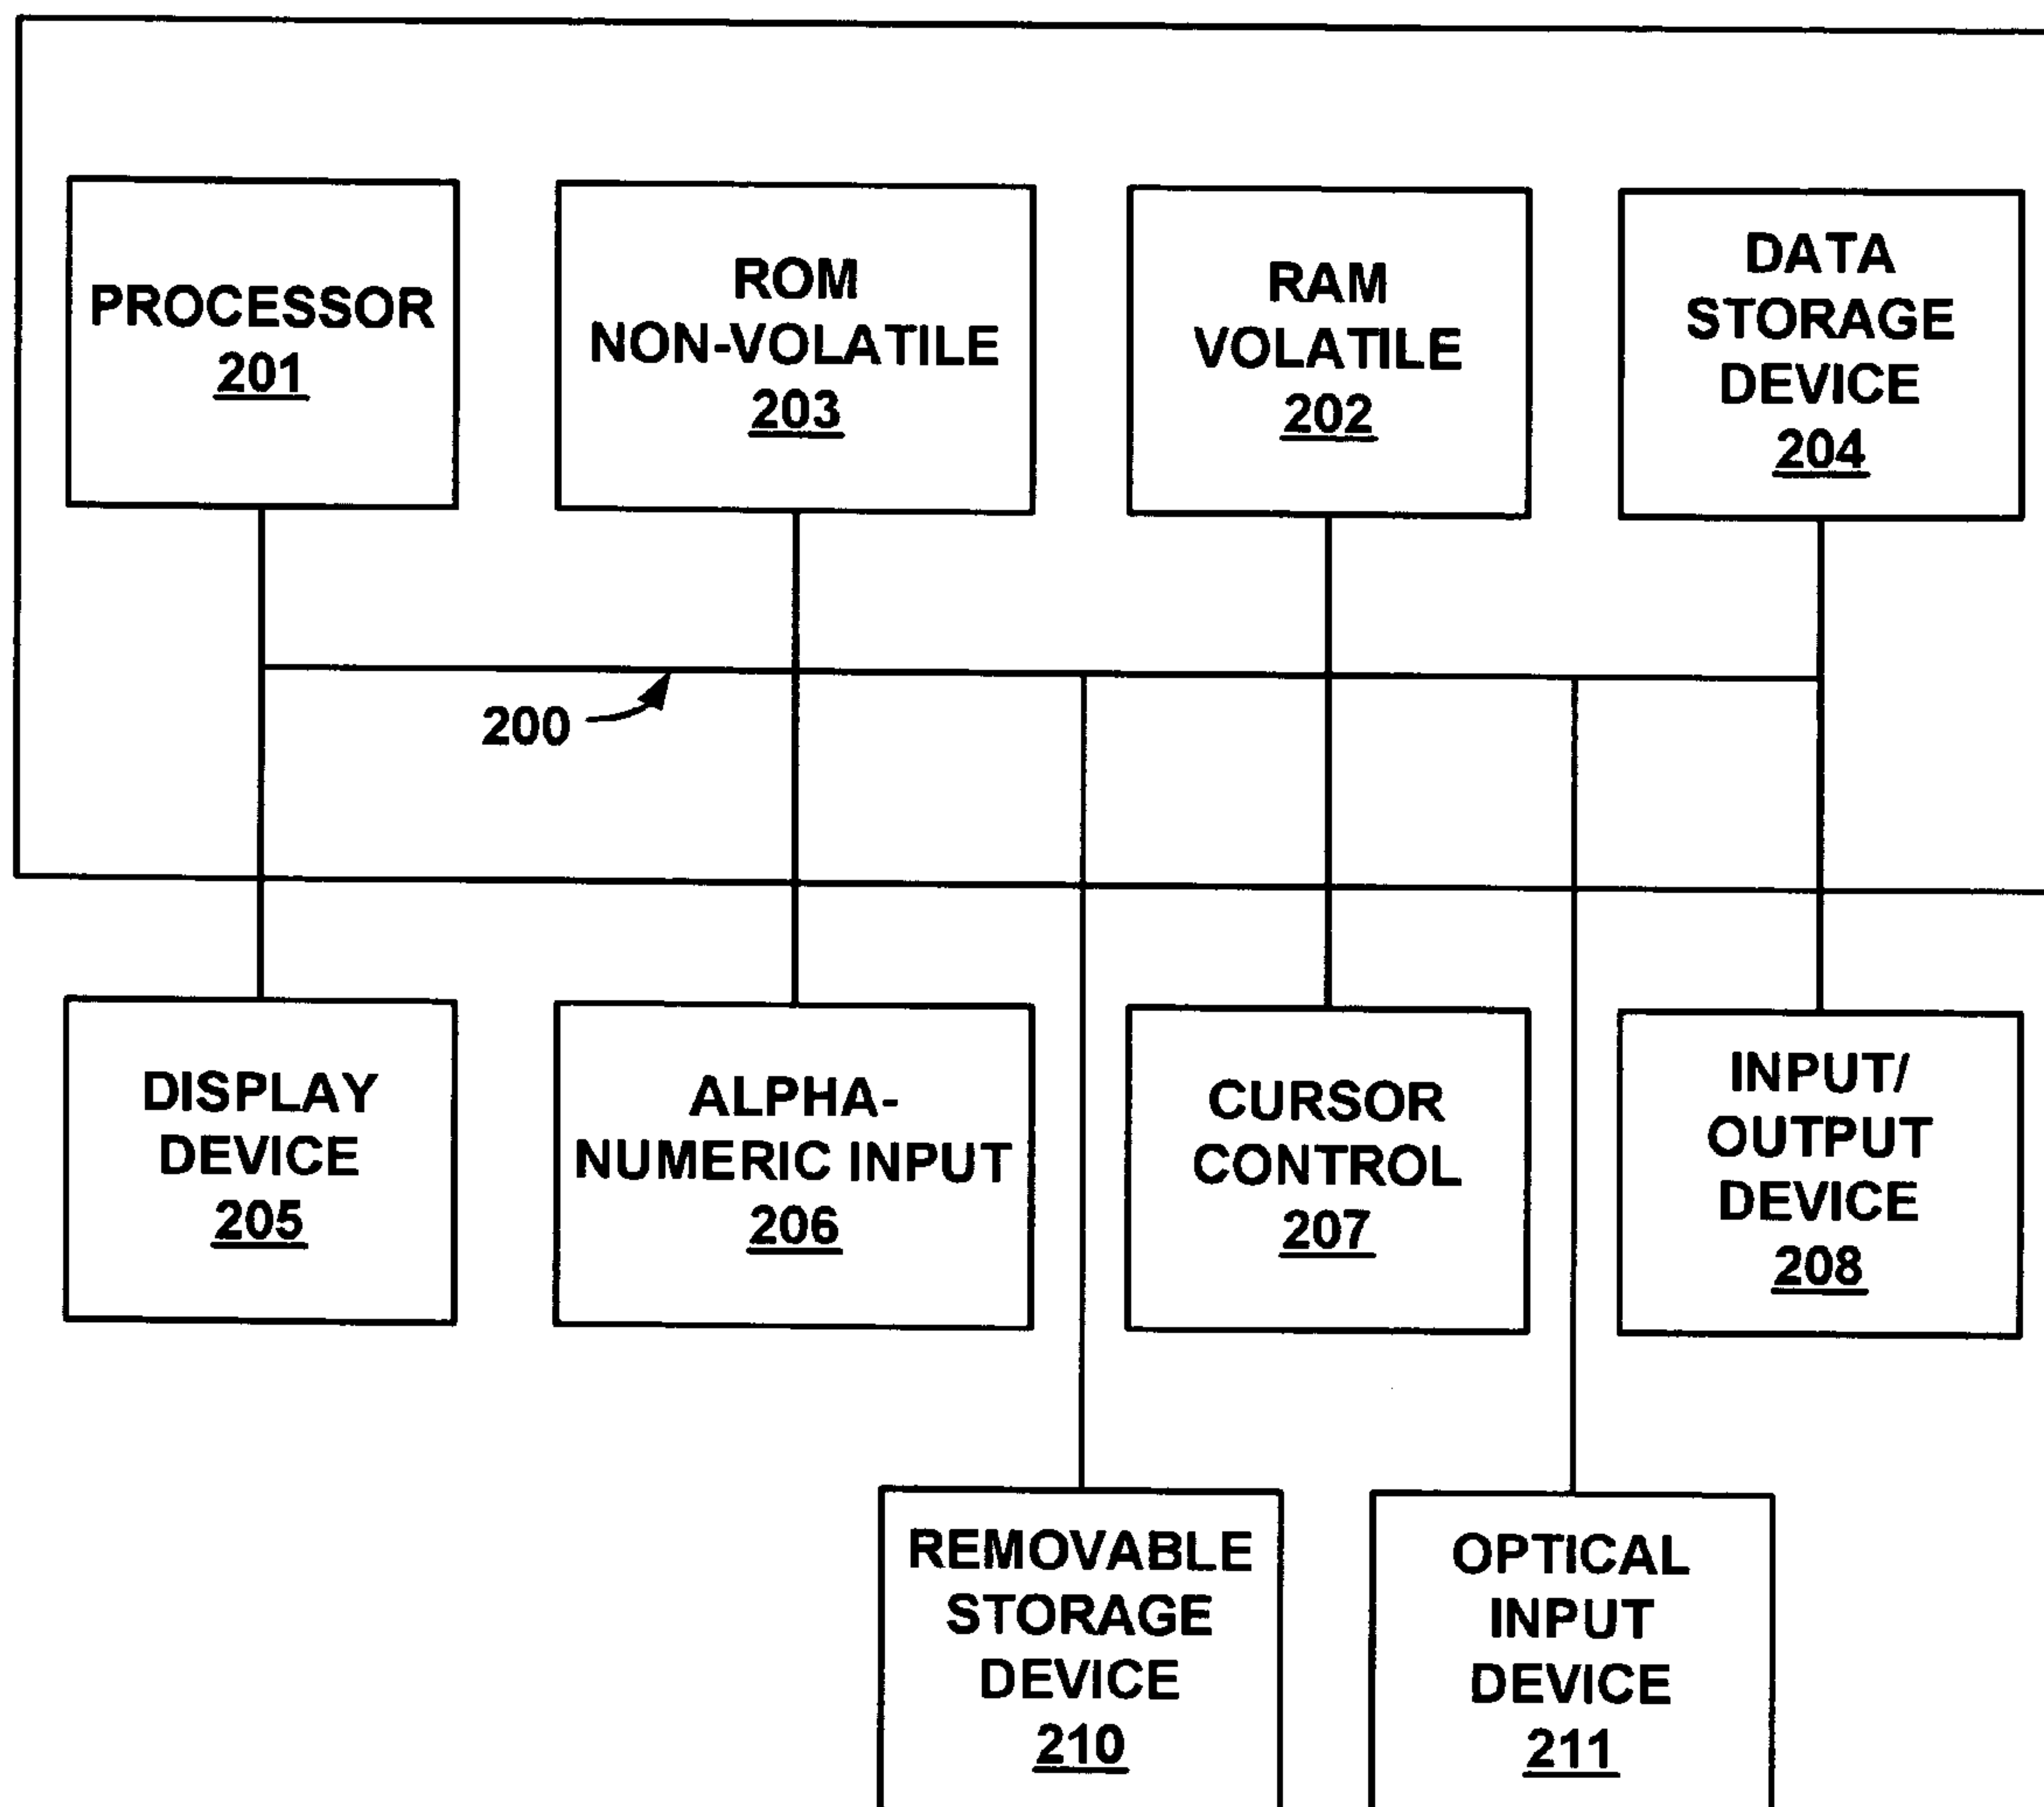 PROCESSOR
201
ROM
NON-VOLATILE
203
RAM
VOLATILE
202
DATA
STORAGE
DEVICE
204
200
DISPLAY
DEVICE
205
ALPHA-
NUMERIC INPUT
206
CURSOR
CONTROL
207
INPUT/
OUTPUT
DEVICE
208
REMOVABLE
STORAGE
DEVICE
210
OPTICAL
INPUT
DEVICE
211